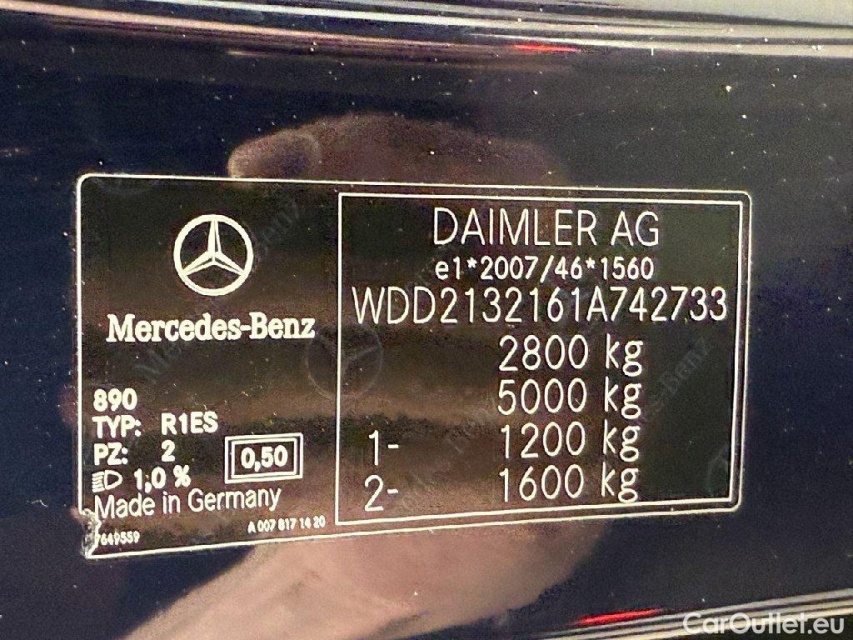 Mercedes-Benz
890
TYP: R1ES
PZ: 2
0,50
1,0 %
Made in Germany
7649559
A 007 817 14 20
DAIMLER AG
e1*2007/46*1560
WDD2132161A742733
2800 kg
5000 kg
1- 1200 kg
2- 1600 kg
CarOutlet.eu